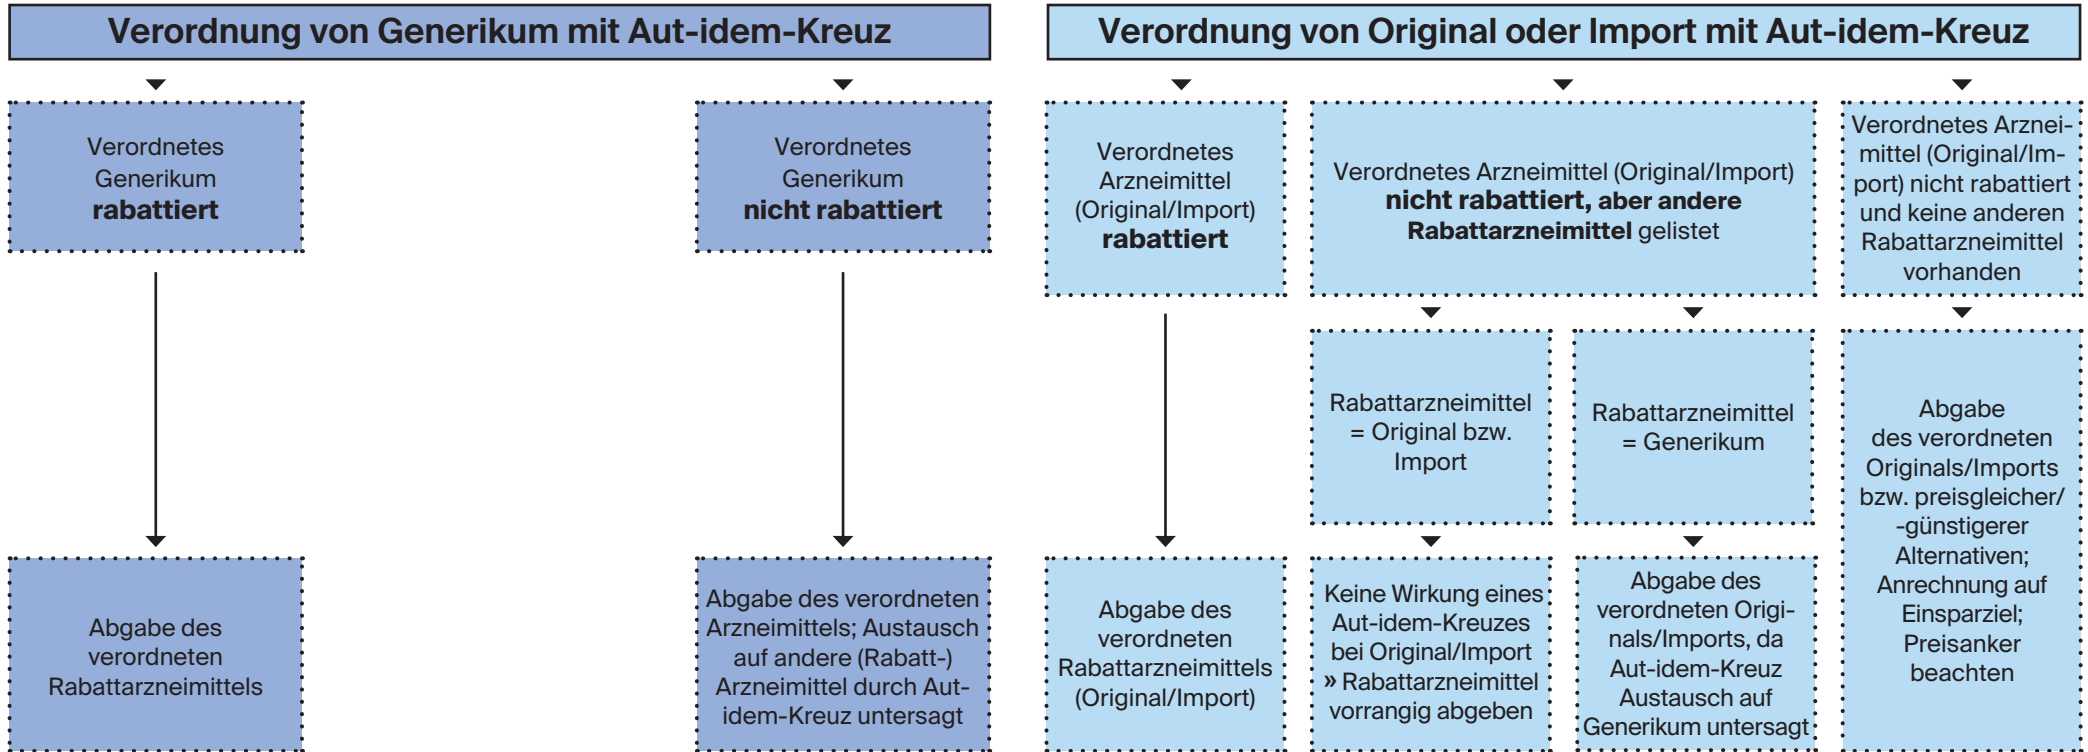 Verordnung von Generikum mit Aut-idem-Kreuz
Verordnetes
Generikum
rabattiert
Abgabe des
verordneten
Rabattarzneimittels
Verordnetes
Generikum
nicht rabattiert
Abgabe des verordneten
Arzneimittels; Austausch
auf andere (Rabatt-)
Arzneimittel durch Aut-
idem-Kreuz untersagt
Verordnung von Original oder Import mit Aut-idem-Kreuz
Verordnetes
Arzneimittel
(Original/Import)
rabattiert
Abgabe des
verordneten
Rabattarzneimittels
(Original/Import)
Verordnetes Arzneimittel (Original/Import)
nicht rabattiert, aber andere
Rabattarzneimittel gelistet
Rabattarzneimittel
= Original bzw.
Import
Keine Wirkung eines
Aut-idem-Kreuzes
bei Original/Import
» Rabattarzneimittel
vorrangig abgeben
Rabattarzneimittel
= Generikum
Abgabe des
verordneten Origi-
nals/Imports, da
Aut-idem-Kreuz
Austausch auf
Generikum untersagt
Verordnetes Arznei-
mittel (Original/Im-
port) nicht rabattiert
und keine anderen
Rabattarzneimittel
vorhanden
Abgabe
des verordneten
Originals/Imports
bzw. preisgleicher/
-günstigerer
Alternativen;
Anrechnung auf
Einsparziel;
Preisanker
beachten